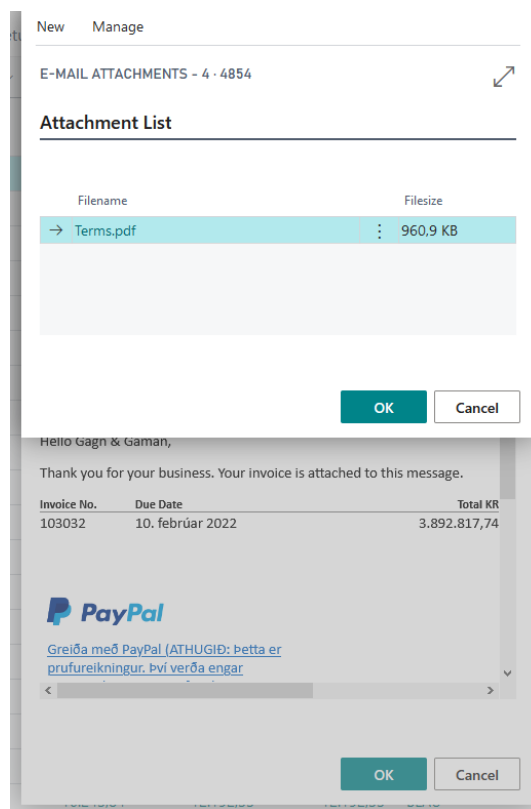 New Manage
E-MAIL ATTACHMENTS - 4 · 4854
Attachment List
Filename Filesize
Terms.pdf 960,9 KB
OK Cancel
Hello Gagn & Gaman,
Thank you for your business. Your invoice is attached to this message.
Invoice No. Due Date Total KR
103032 10. febrúar 2022 3.892.817,74
PayPal
Greiða með PayPal (ATHUGIÐ: Þetta er
prufureikningur. Því verða engar
OK Cancel